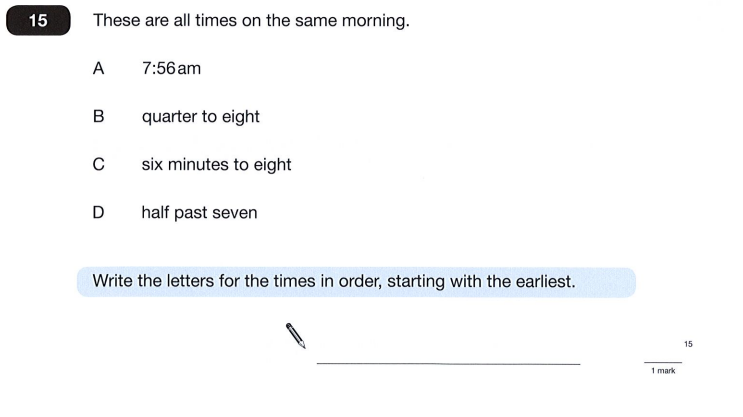 15 These are all times on the same morning.
A 7:56am
B quarter to eight
C six minutes to eight
D half past seven
Write the letters for the times in order, starting with the earliest.
15
1 mark